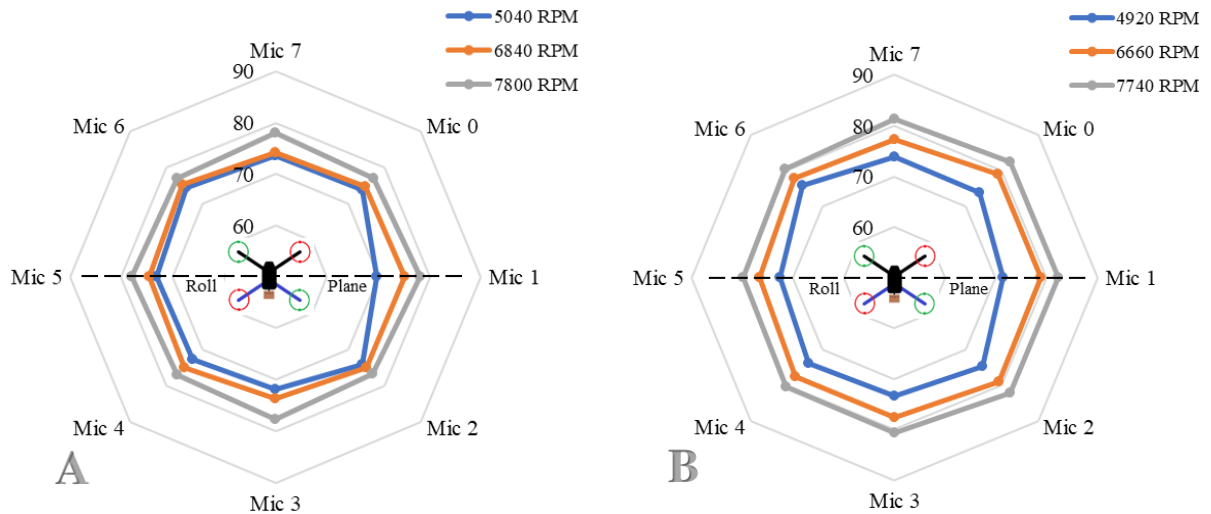 5040 RPM
6840 RPM
7800 RPM
Mic 7
90
Mic 6
80
Mic 0
70
60
Mic 5
Roll
Plane
Mic 1
Mic 4
Mic 2
A
Mic 3
4920 RPM
6660 RPM
7740 RPM
Mic 7
90
Mic 6
80
Mic 0
70
60
Mic 5
Roll
Plane
Mic 1
Mic 4
Mic 2
B
Mic 3